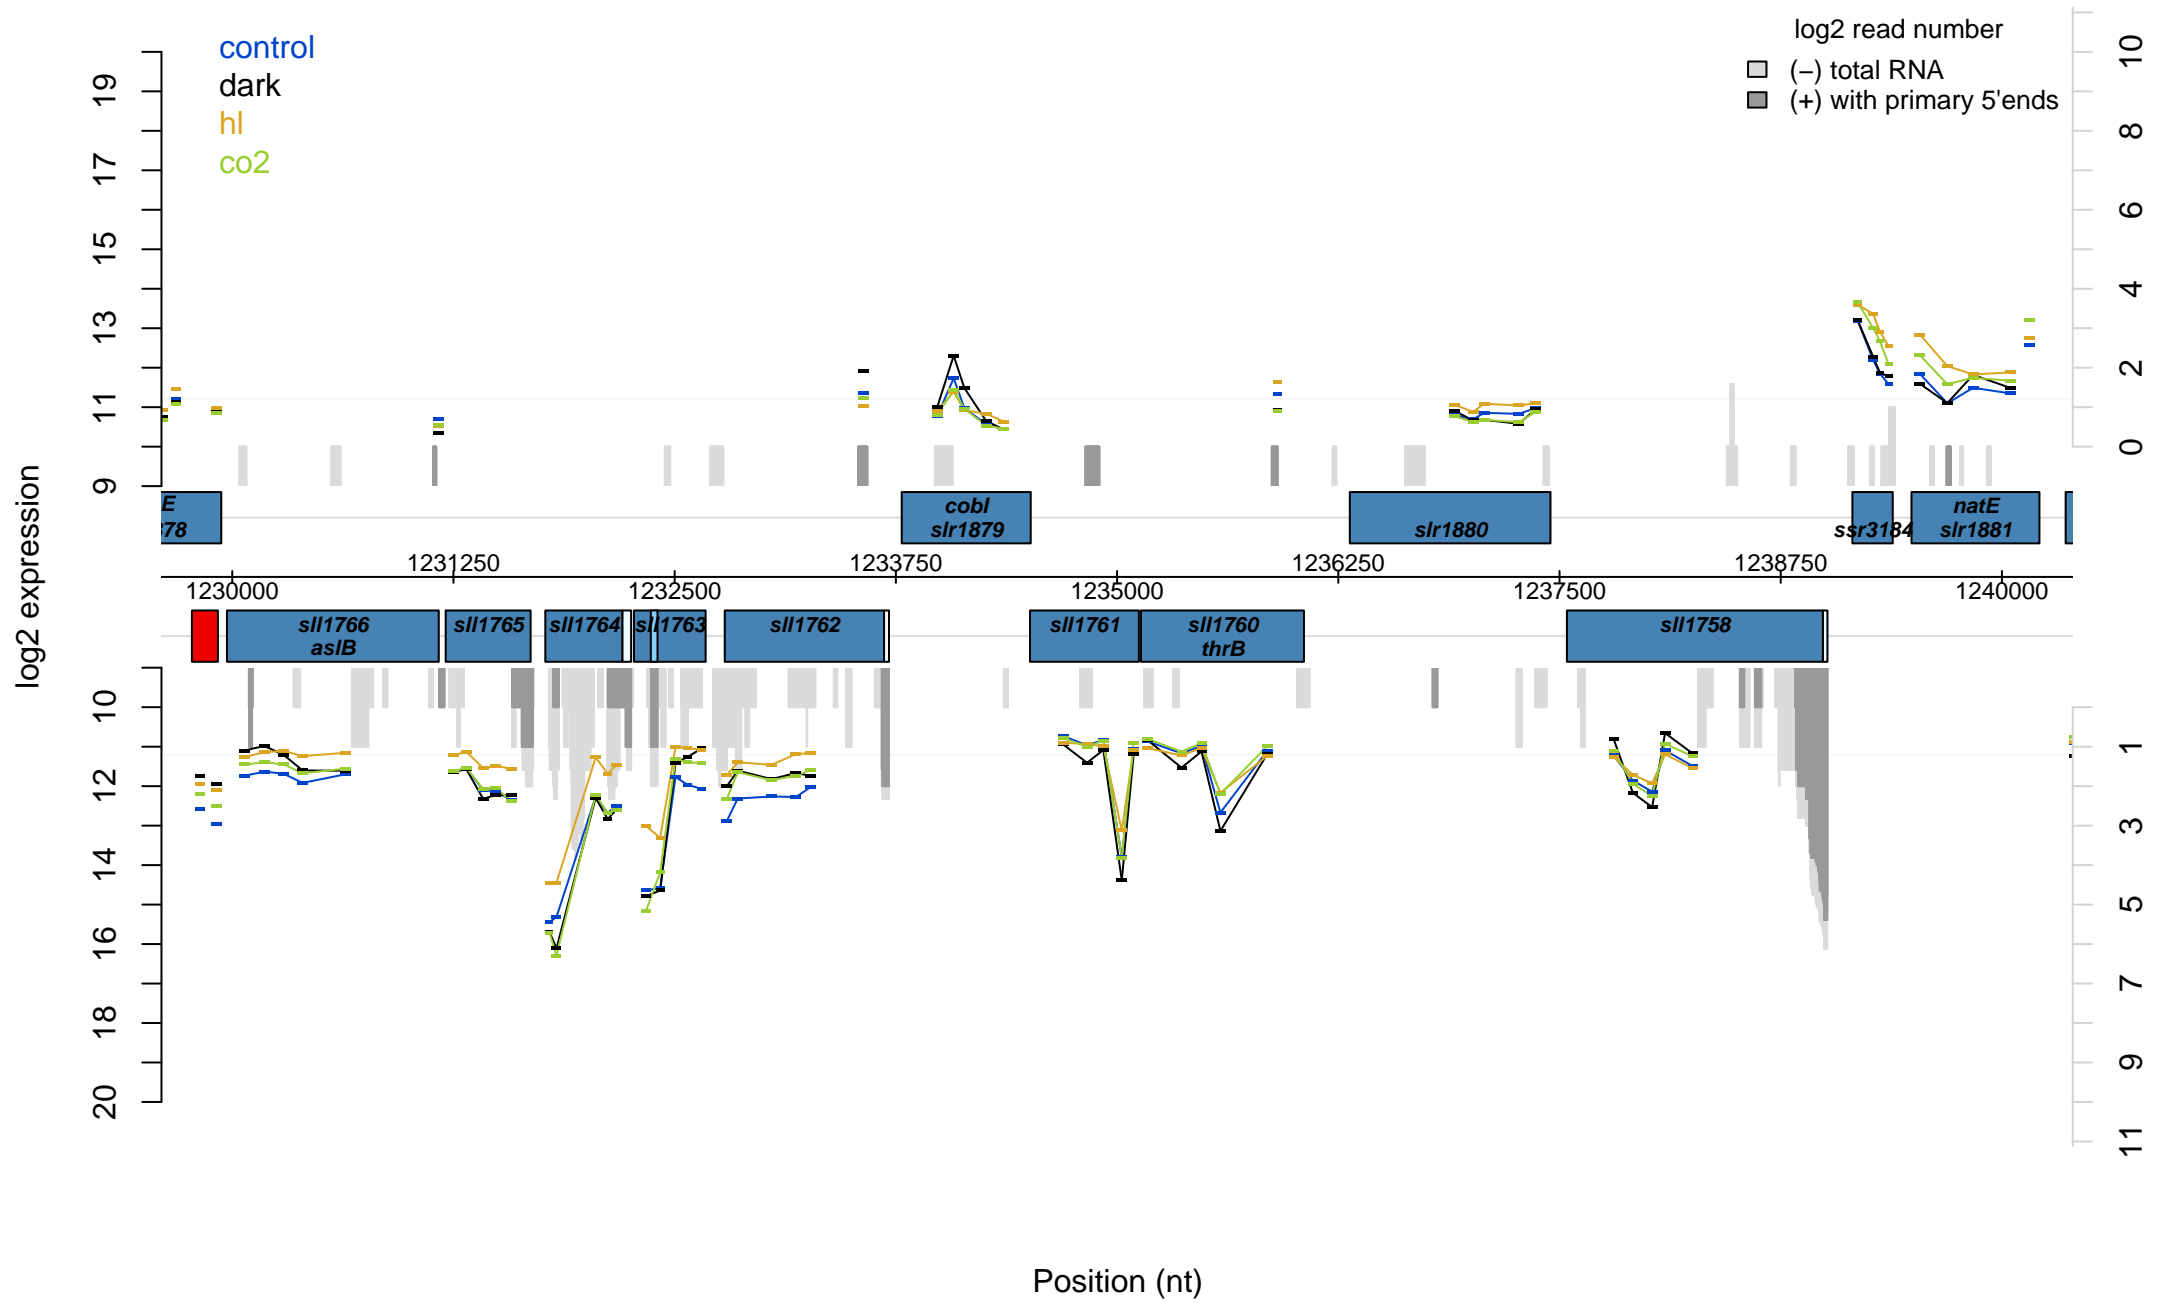 control
dark
hl
co2
log2 read number
(−) total RNA
(+) with primary 5'ends
19
17
15
13
11
9
10
8
6
4
2
0
log2 expression
E
78
cobI
slr1879
slr1880
ssr3184
natE
slr1881
1231250
1233750
1236250
1238750
1230000
1232500
1235000
1237500
1240000
sll1766
aslB
sll1765
sll1764
sll1763
sll1762
sll1761
sll1760
thrB
sll1758
10
12
14
16
18
20
1
3
5
7
9
11
Position (nt)